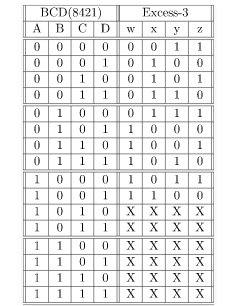 BCD(8421) Excess-3
A B C D w x y z
0 0 0 0 0 0 1 1
0 0 0 1 0 1 0 0
0 0 1 0 0 1 0 1
0 0 1 1 0 1 1 0
0 1 0 0 0 1 1 1
0 1 0 1 1 0 0 0
0 1 1 0 1 0 0 1
0 1 1 1 1 0 1 0
1 0 0 0 1 0 1 1
1 0 0 1 1 1 0 0
1 0 1 0 X X X X
1 0 1 1 X X X X
1 1 0 0 X X X X
1 1 0 1 X X X X
1 1 1 0 X X X X
1 1 1 1 X X X X